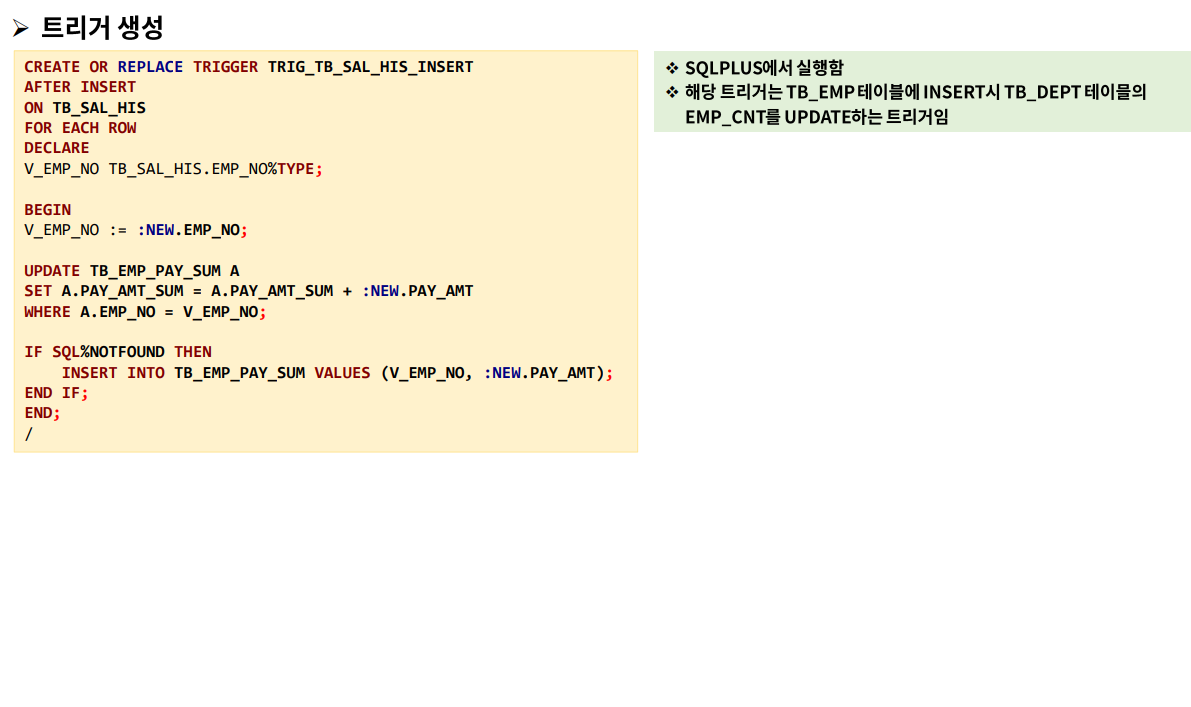 ➢ 트리거 생성
CREATE OR REPLACE TRIGGER TRIG_TB_SAL_HIS_INSERT
AFTER INSERT
ON TB_SAL_HIS
FOR EACH ROW
DECLARE
V_EMP_NO TB_SAL_HIS.EMP_NO%TYPE;
BEGIN
V_EMP_NO := :NEW.EMP_NO;
UPDATE TB_EMP_PAY_SUM A
SET A.PAY_AMT_SUM = A.PAY_AMT_SUM + :NEW.PAY_AMT
WHERE A.EMP_NO = V_EMP_NO;
IF SQL%NOTFOUND THEN
    INSERT INTO TB_EMP_PAY_SUM VALUES (V_EMP_NO, :NEW.PAY_AMT);
END IF;
END;
/
❖ SQLPLUS에서 실행함
❖ 해당 트리거는 TB_EMP 테이블에 INSERT시 TB_DEPT 테이믈의
EMP_CNT를 UPDATE하는 트리거임